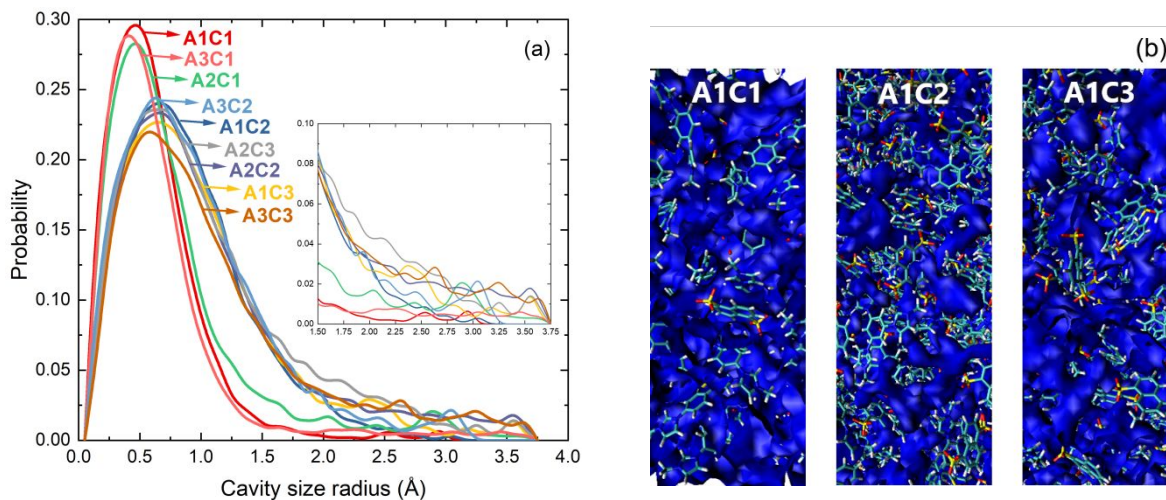 0.30
0.25
0.20
0.15
0.10
0.05
0.00
Probability
(a)
A1C1
A3C1
A2C1
A3C2
A1C2
A2C3
A2C2
A1C3
A3C3
0.10
0.08
0.06
0.04
0.02
0.00
1.50 1.75 2.00 2.25 2.50 2.75 3.00 3.25 3.50 3.75
0.0 0.5 1.0 1.5 2.0 2.5 3.0 3.5 4.0
Cavity size radius (Å)
(b)
A1C1 A1C2 A1C3